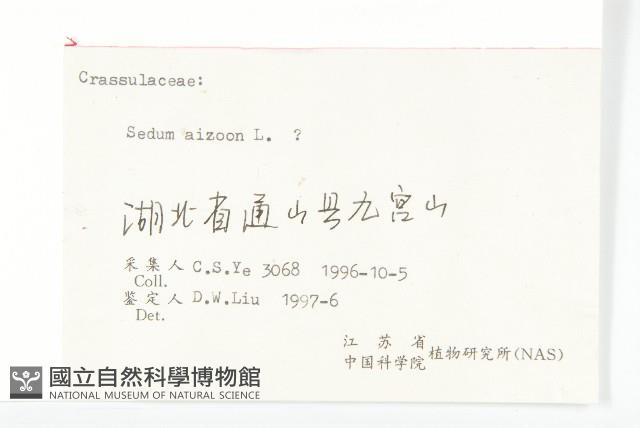 Crassulaceae:
Sedum aizoon L. ?
湖北省通山县九宫山
采集人 C.S.Ye 3068 1996-10-5
Coll.
鉴定人 D.W.Liu 1997-6
Det.
江苏省
中国科学院 植物研究所(NAS)
國立自然科學博物館
NATIONAL MUSEUM OF NATURAL SCIENCE